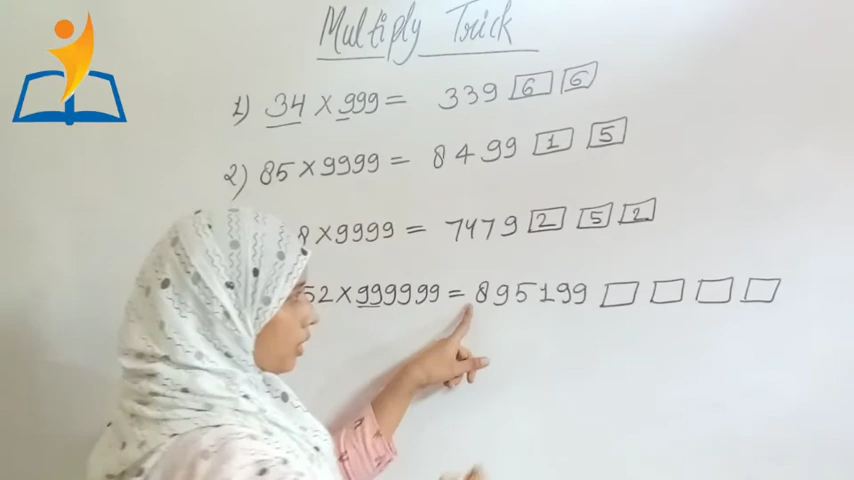 Multiply Trick
1) 34 × 999 = 339 6 6
2) 85 × 9999 = 8499 1 5
8 × 9999 = 7479 2 5 2
52 × 999999 = 895199